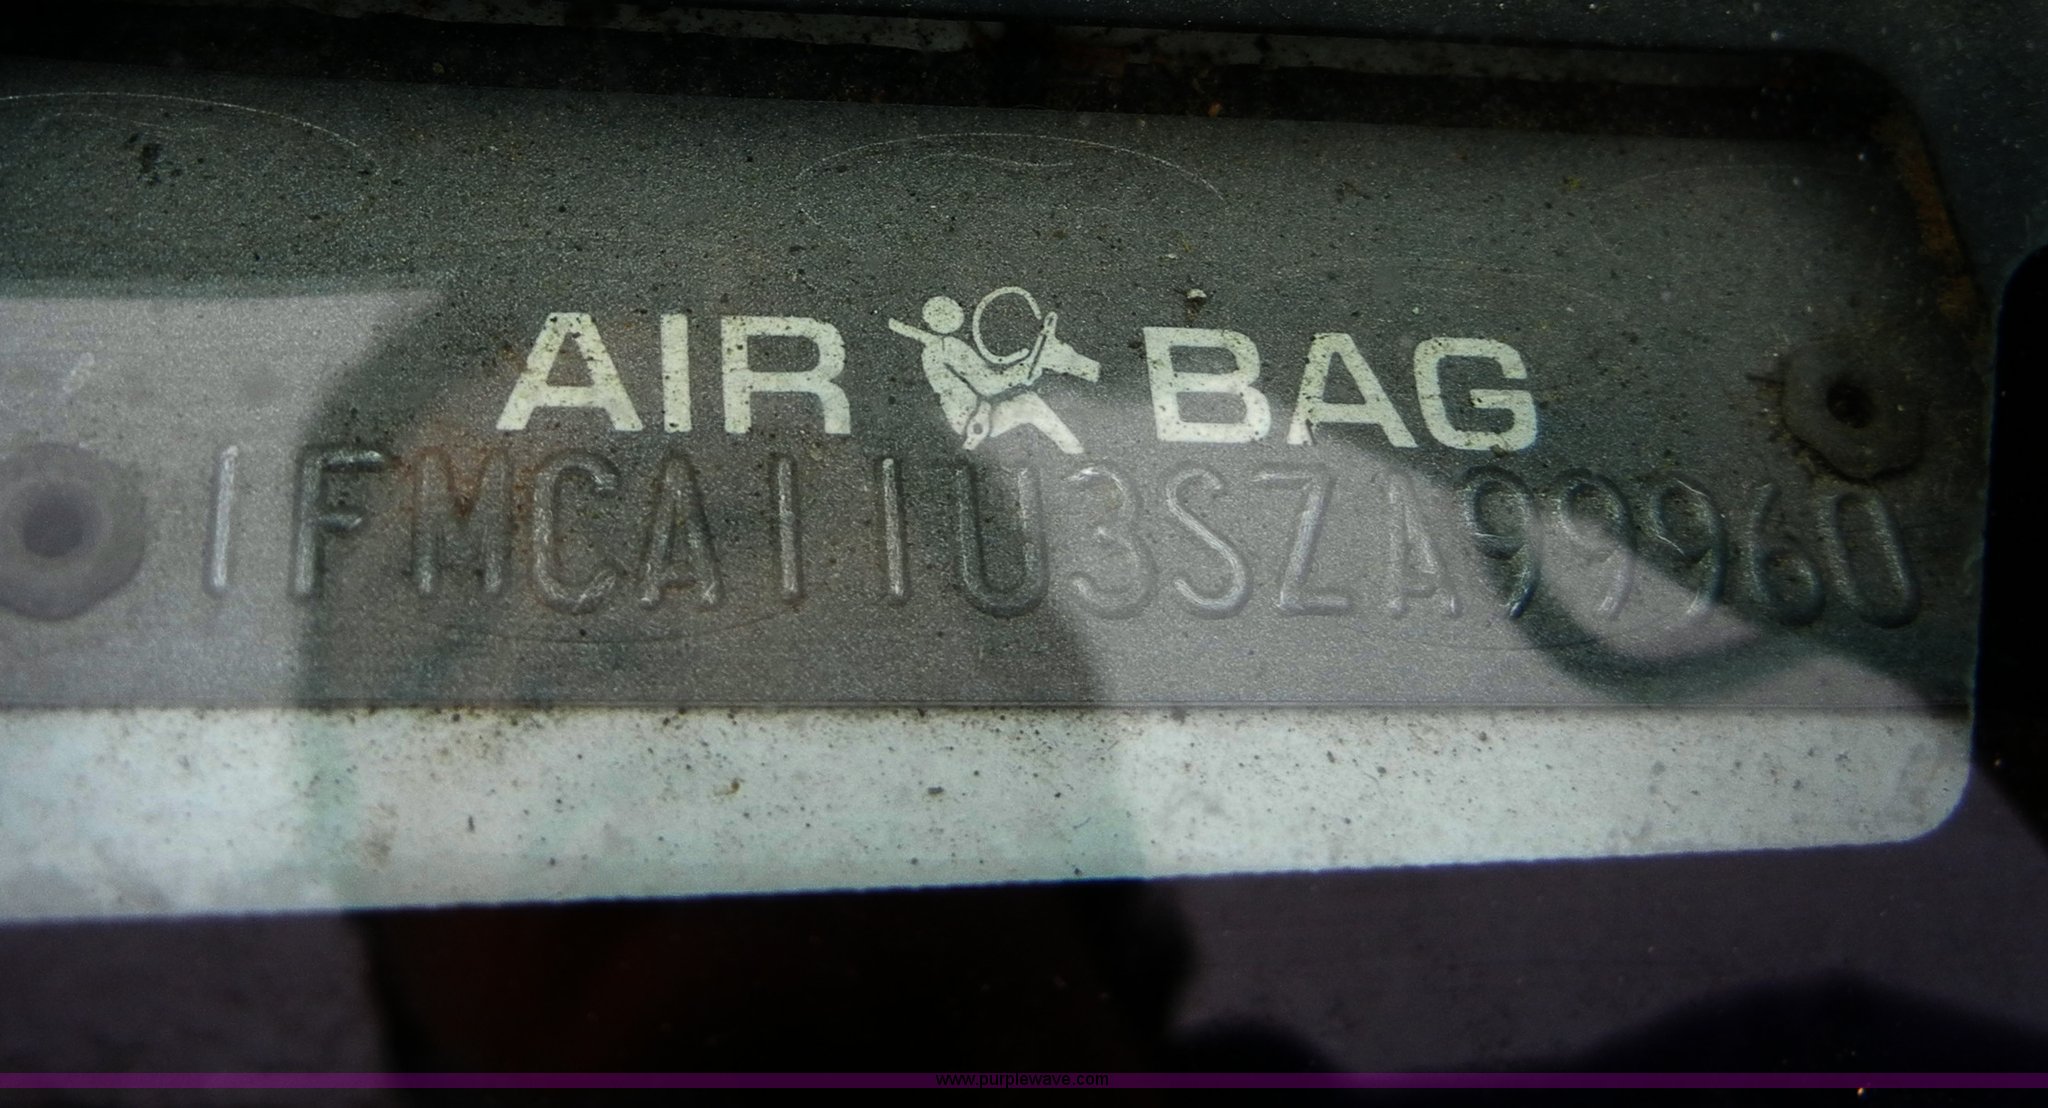 AIR BAG
1FMCA11U3SZA99960
www.purplewave.com